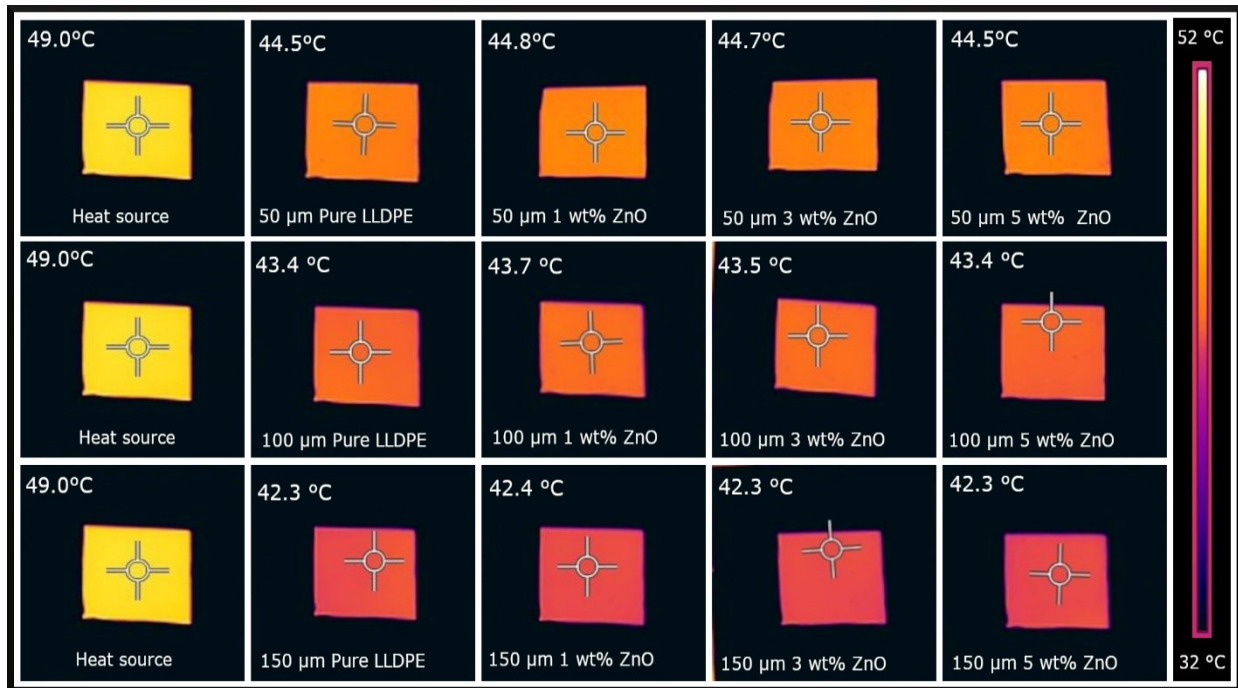 49.0°C
44.5°C
44.8°C
44.7°C
44.5°C
52 °C
Heat source
50 µm Pure LLDPE
50 µm 1 wt% ZnO
50 µm 3 wt% ZnO
50 µm 5 wt% ZnO
49.0°C
43.4 °C
43.7 °C
43.5 °C
43.4 °C
Heat source
100 µm Pure LLDPE
100 µm 1 wt% ZnO
100 µm 3 wt% ZnO
100 µm 5 wt% ZnO
49.0°C
42.3 °C
42.4 °C
42.3 °C
42.3 °C
Heat source
150 µm Pure LLDPE
150 µm 1 wt% ZnO
150 µm 3 wt% ZnO
150 µm 5 wt% ZnO
32 °C